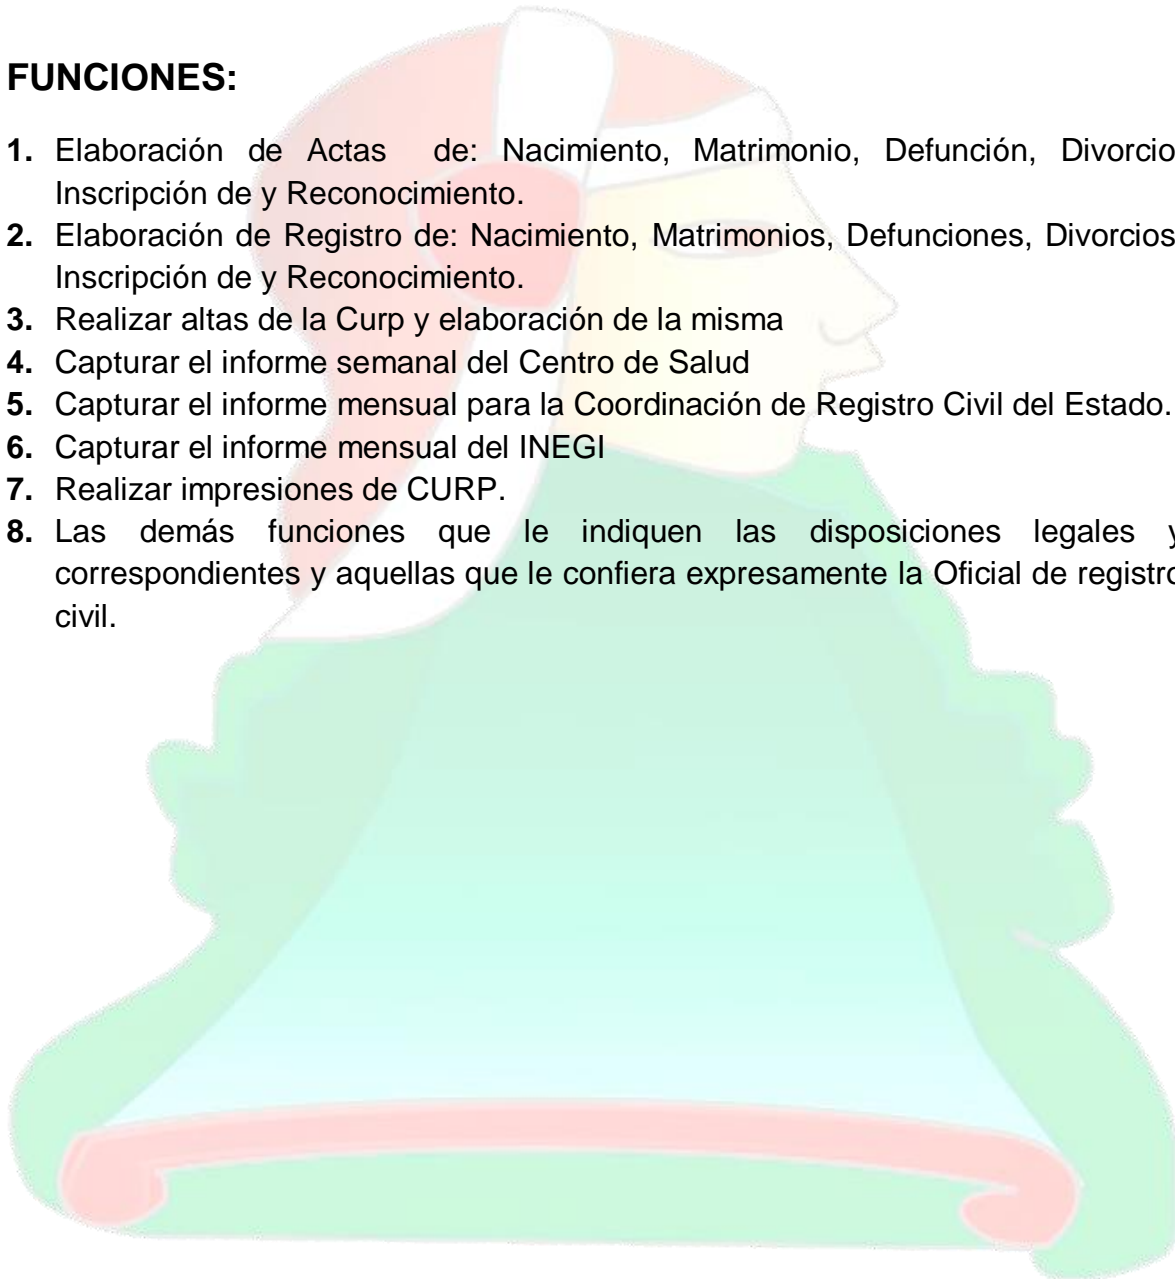 FUNCIONES:
1. Elaboración de Actas de: Nacimiento, Matrimonio, Defunción, Divorcio
Inscripción de y Reconocimiento.
2. Elaboración de Registro de: Nacimiento, Matrimonios, Defunciones, Divorcios
Inscripción de y Reconocimiento.
3. Realizar altas de la Curp y elaboración de la misma
4. Capturar el informe semanal del Centro de Salud
5. Capturar el informe mensual para la Coordinación de Registro Civil del Estado.
6. Capturar el informe mensual del INEGI
7. Realizar impresiones de CURP.
8. Las demás funciones que le indiquen las disposiciones legales y
correspondientes y aquellas que le confiera expresamente la Oficial de registro
civil.